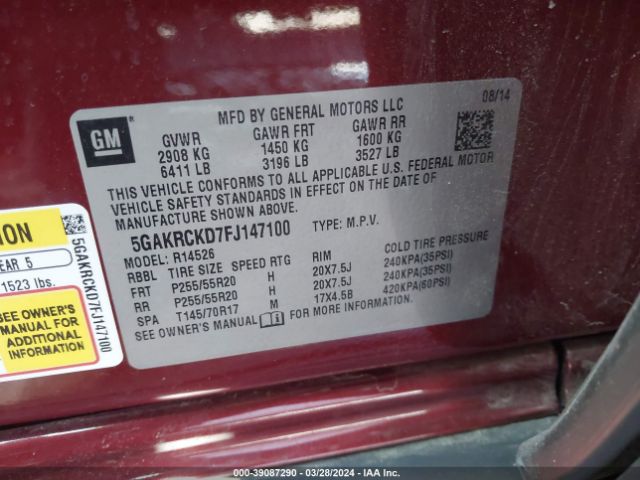 GM
MFD BY GENERAL MOTORS LLC
08/14
GVWR GAWR FRT GAWR RR
2908 KG 1450 KG 1600 KG
6411 LB 3196 LB 3527 LB
THIS VEHICLE CONFORMS TO ALL APPLICABLE U.S. FEDERAL MOTOR
VEHICLE SAFETY STANDARDS IN EFFECT ON THE DATE OF
MANUFACTURE SHOWN ABOVE.
5GAKRCKD7FJ147100 TYPE: M.P.V.
MODEL: R14526
RBBL TIRE SIZE SPEED RTG RIM COLD TIRE PRESSURE
FRT P255/55R20 H 20X7.5J 240KPA(35PSI)
RR P255/55R20 H 20X7.5J 240KPA(35PSI)
SPA T145/70R17 M 17X4.5B 420KPA(60PSI)
SEE OWNER'S MANUAL i FOR MORE INFORMATION.
ION
EAR 5
1523 lbs.
SEE OWNER'S
MANUAL FOR
ADDITIONAL
INFORMATION
5GAKRCKD7FJ147100
000-39087290 | 03/28/2024 | IAA Inc.